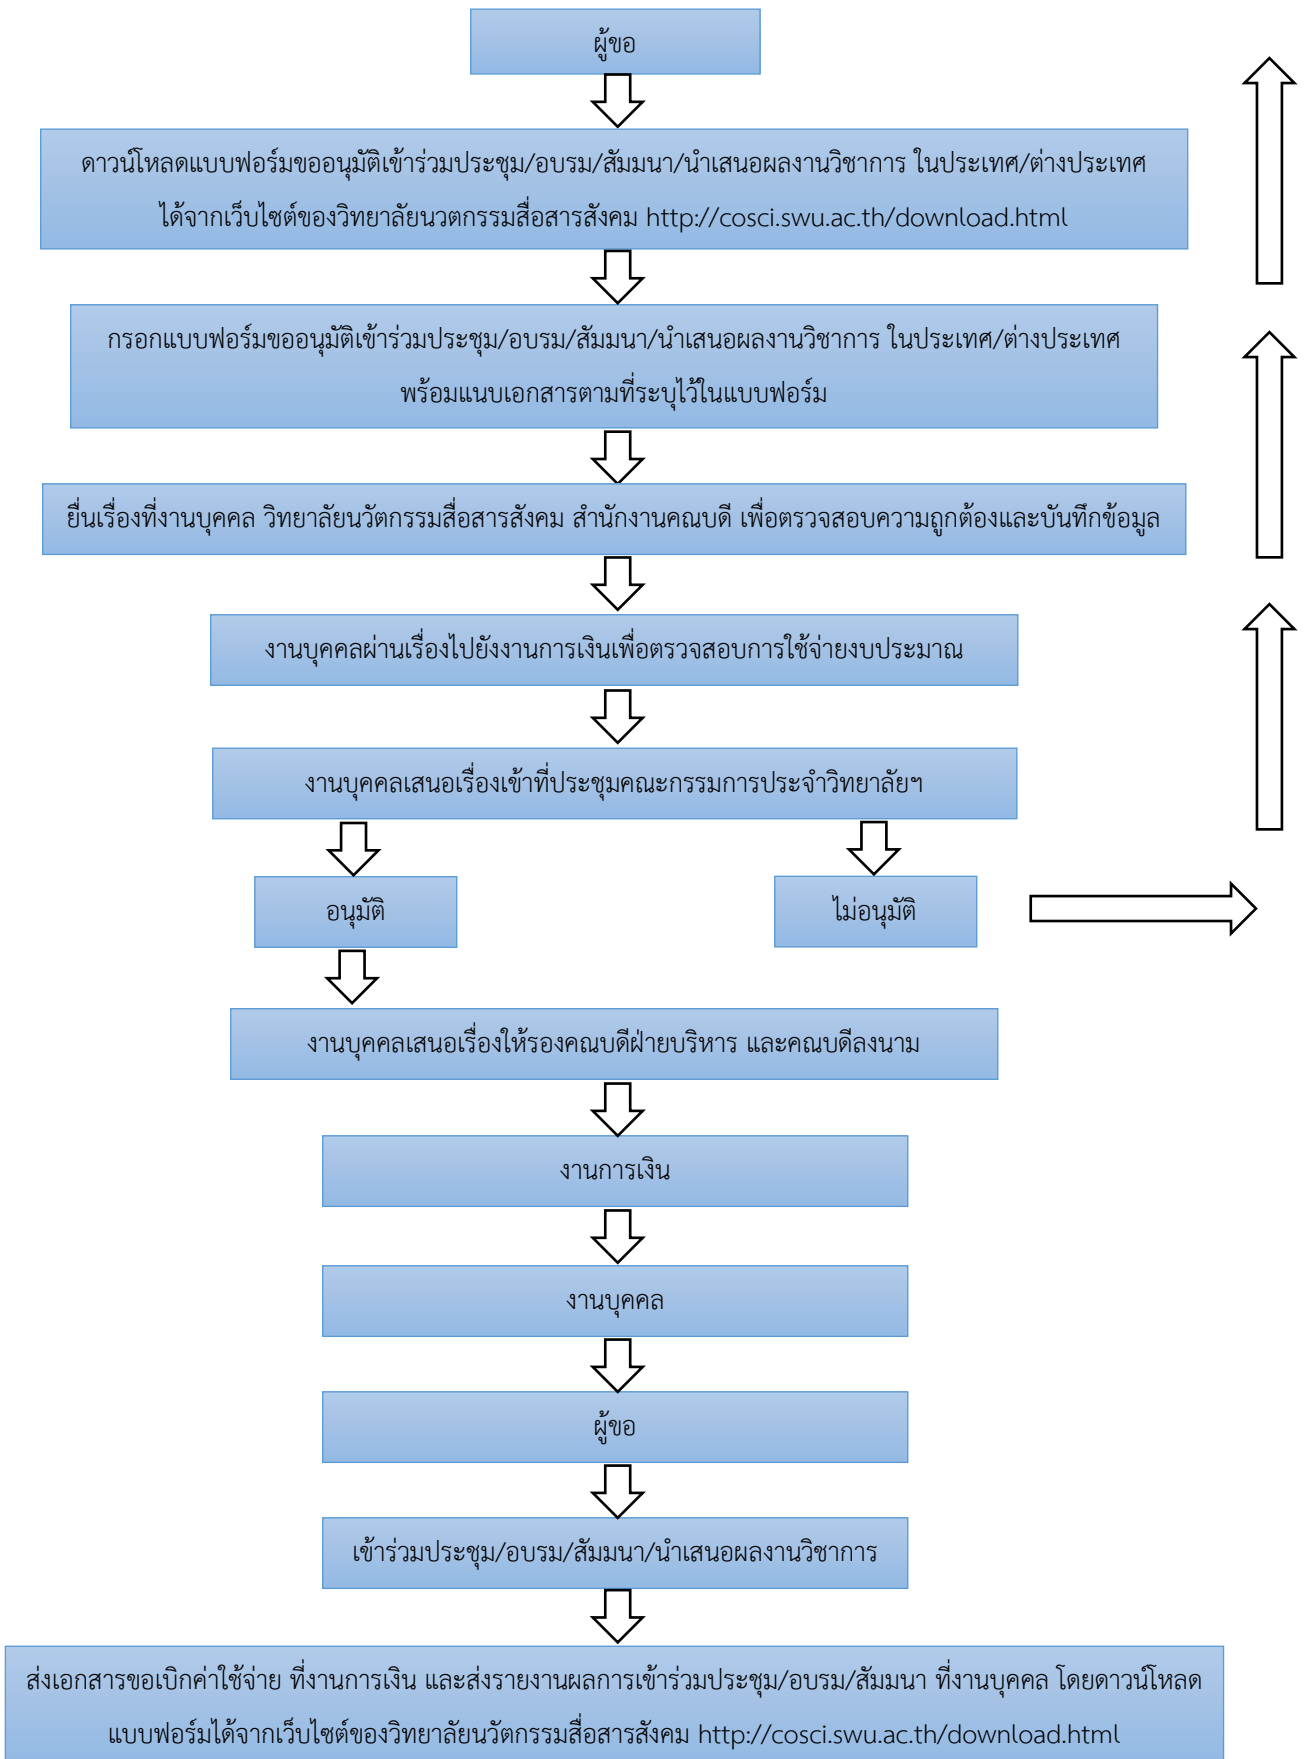 ผู้ขอ
ดาวน์โหลดแบบฟอร์มขออนุมัติเข้าร่วมประชุม/อบรม/สัมมนา/นำเสนอผลงานวิชาการ ในประเทศ/ต่างประเทศ
ได้จากเว็บไซต์ของวิทยาลัยนวตกรรมสื่อสารสังคม http://cosci.swu.ac.th/download.html
กรอกแบบฟอร์มขออนุมัติเข้าร่วมประชุม/อบรม/สัมมนา/นำเสนอผลงานวิชาการ ในประเทศ/ต่างประเทศ
พร้อมแนบเอกสารตามที่ระบุไว้ในแบบฟอร์ม
ยื่นเรื่องที่งานบุคคล วิทยาลัยนวัตกรรมสื่อสารสังคม สำนักงานคณบดี เพื่อตรวจสอบความถูกต้องและบันทึกข้อมูล
งานบุคคลผ่านเรื่องไปยังงานการเงินเพื่อตรวจสอบการใช้จ่ายงบประมาณ
งานบุคคลเสนอเรื่องเข้าที่ประชุมคณะกรรมการประจำวิทยาลัยฯ
อนุมัติ
ไม่อนุมัติ
งานบุคคลเสนอเรื่องให้รองคณบดีฝ่ายบริหาร และคณบดีลงนาม
งานการเงิน
งานบุคคล
ผู้ขอ
เข้าร่วมประชุม/อบรม/สัมมนา/นำเสนอผลงานวิชาการ
ส่งเอกสารขอเบิกค่าใช้จ่าย ที่งานการเงิน และส่งรายงานผลการเข้าร่วมประชุม/อบรม/สัมมนา ที่งานบุคคล โดยดาวน์โหลด
แบบฟอร์มได้จากเว็บไซต์ของวิทยาลัยนวัตกรรมสื่อสารสังคม http://cosci.swu.ac.th/download.html